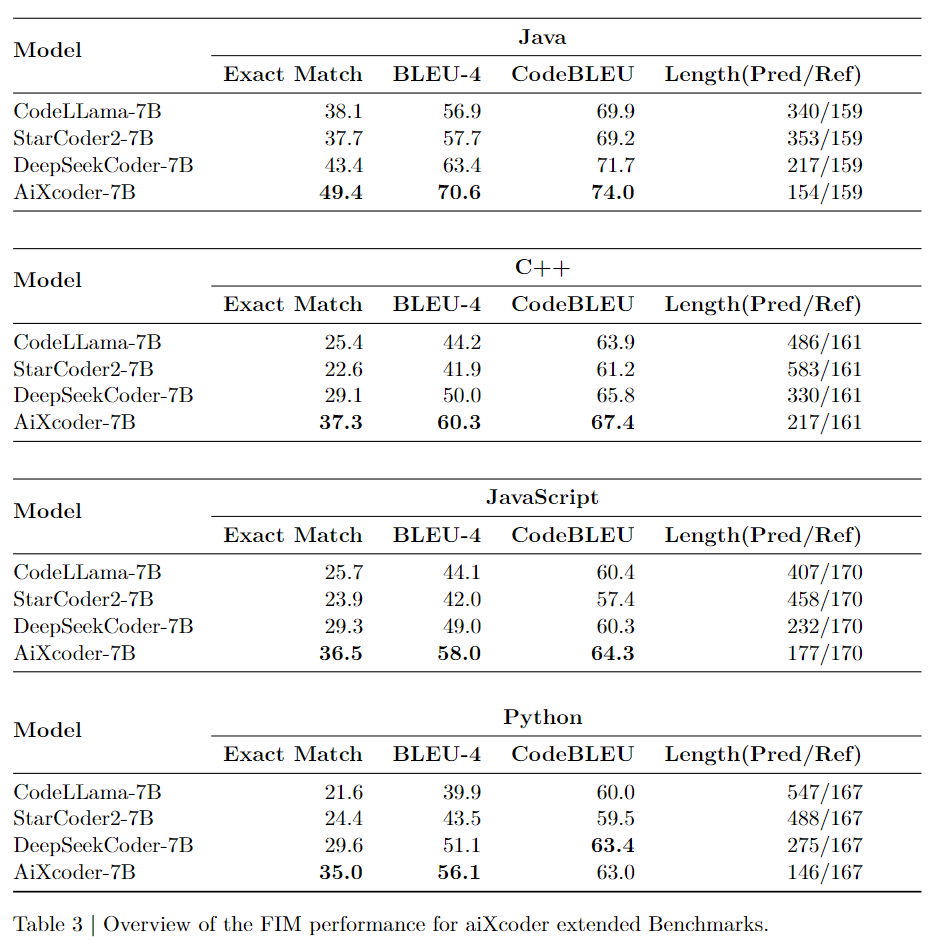 Model Java
Exact Match BLEU-4 CodeBLEU Length(Pred/Ref)
CodeLLama-7B 38.1 56.9 69.9 340/159
StarCoder2-7B 37.7 57.7 69.2 353/159
DeepSeekCoder-7B 43.4 63.4 71.7 217/159
AiXcoder-7B 49.4 70.6 74.0 154/159
Model C++
Exact Match BLEU-4 CodeBLEU Length(Pred/Ref)
CodeLLama-7B 25.4 44.2 63.9 486/161
StarCoder2-7B 22.6 41.9 61.2 583/161
DeepSeekCoder-7B 29.1 50.0 65.8 330/161
AiXcoder-7B 37.3 60.3 67.4 217/161
Model JavaScript
Exact Match BLEU-4 CodeBLEU Length(Pred/Ref)
CodeLLama-7B 25.7 44.1 60.4 407/170
StarCoder2-7B 23.9 42.0 57.4 458/170
DeepSeekCoder-7B 29.3 49.0 60.3 232/170
AiXcoder-7B 36.5 58.0 64.3 177/170
Model Python
Exact Match BLEU-4 CodeBLEU Length(Pred/Ref)
CodeLLama-7B 21.6 39.9 60.0 547/167
StarCoder2-7B 24.4 43.5 59.5 488/167
DeepSeekCoder-7B 29.6 51.1 63.4 275/167
AiXcoder-7B 35.0 56.1 63.0 146/167
Table 3 | Overview of the FIM performance for aiXcoder extended Benchmarks.